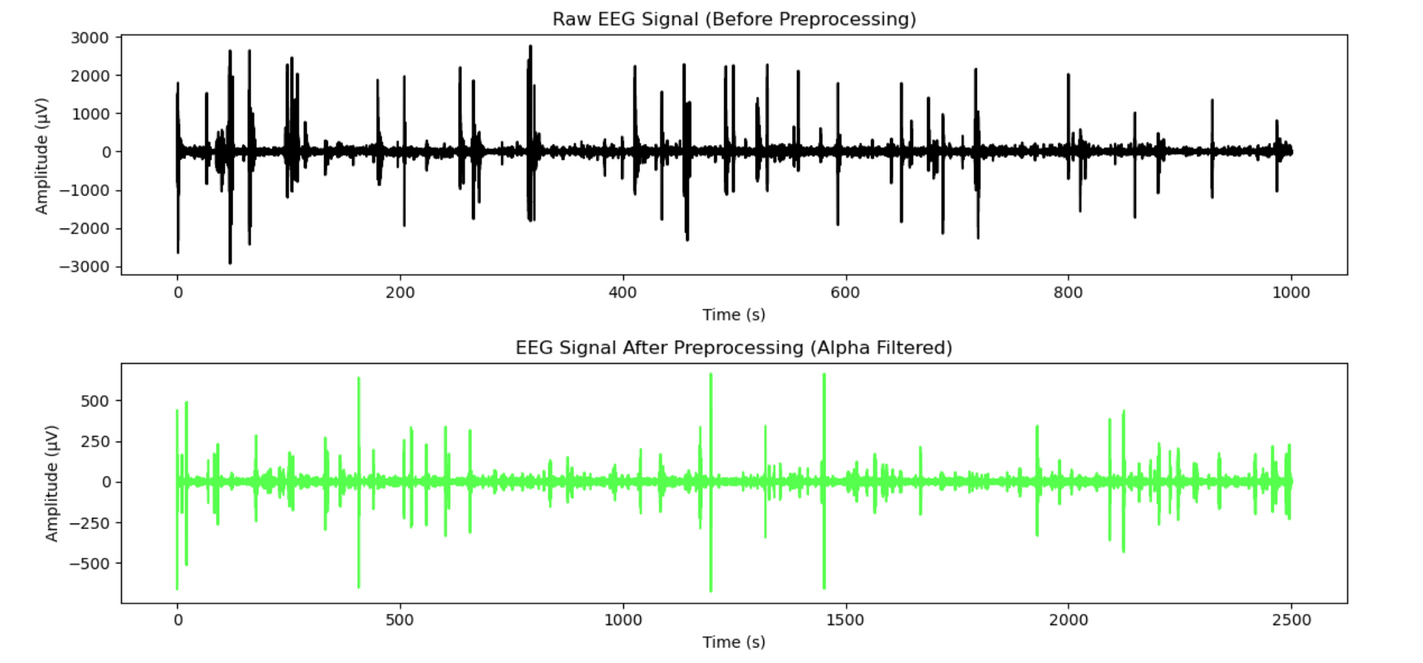 Raw EEG Signal (Before Preprocessing)
3000
2000
1000
0
−1000
−2000
−3000
Amplitude (µV)
0 200 400 600 800 1000
Time (s)
EEG Signal After Preprocessing (Alpha Filtered)
500
250
0
−250
−500
Amplitude (µV)
0 500 1000 1500 2000 2500
Time (s)